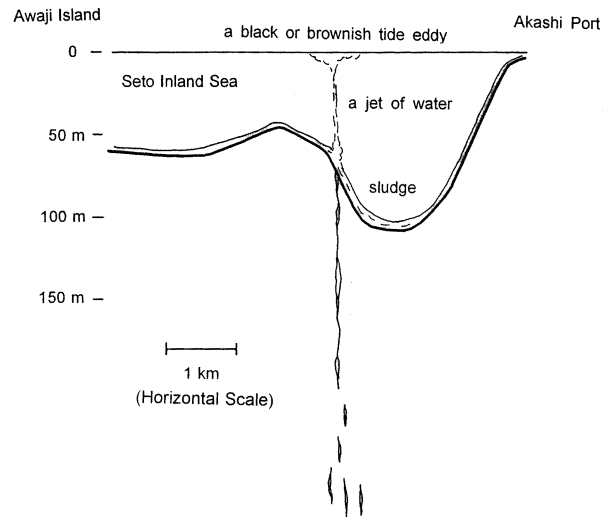 Awaji Island
Akashi Port
a black or brownish tide eddy
0
Seto Inland Sea
a jet of water
50 m
sludge
100 m
150 m
1 km
(Horizontal Scale)